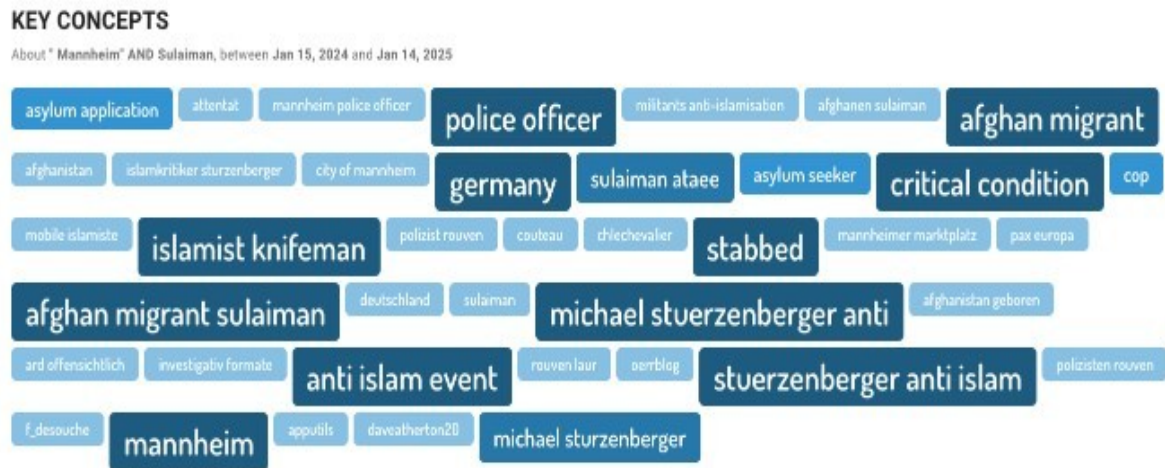 KEY CONCEPTS
About " Mannheim" AND Sulaiman, between Jan 15, 2024 and Jan 14, 2025
asylum application attentat mannheim police officer police officer militants anti-islamisation afghanen sulaiman afghan migrant
afghanistan islamkritiker sturzenberger city of mannheim germany sulaiman ataee asylum seeker critical condition cop
mobile islamiste islamist knifeman polizist rouven couteau chlechevalier stabbed mannheimer marktplatz pax europa
afghan migrant sulaiman deutschland sulaiman michael stuerzenberger anti afghanistan geboren
ard offensichtlich investigativ formate anti islam event rouven laur oerrblog stuerzenberger anti islam polizisten rouven
f_desouche mannheim apputils daveatherton20 michael sturzenberger